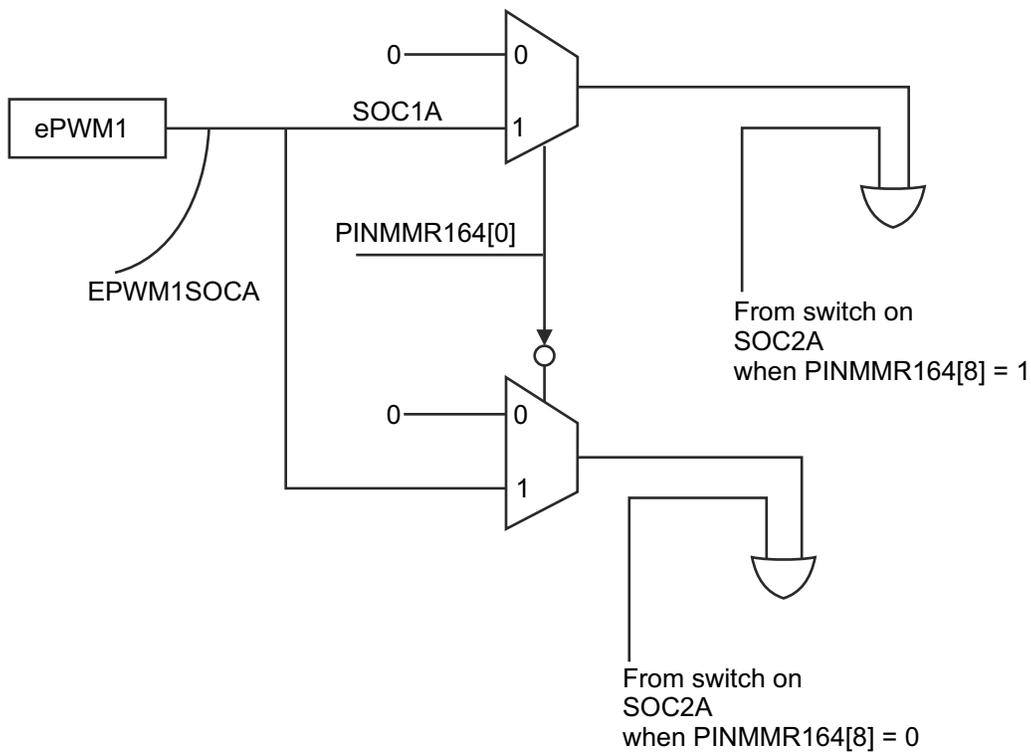 0
0
SOC1A
ePWM1
1
PINMMR164[0]
EPWM1SOCA
From switch on
SOC2A
when PINMMR164[8] = 1
0
0
1
From switch on
SOC2A
when PINMMR164[8] = 0